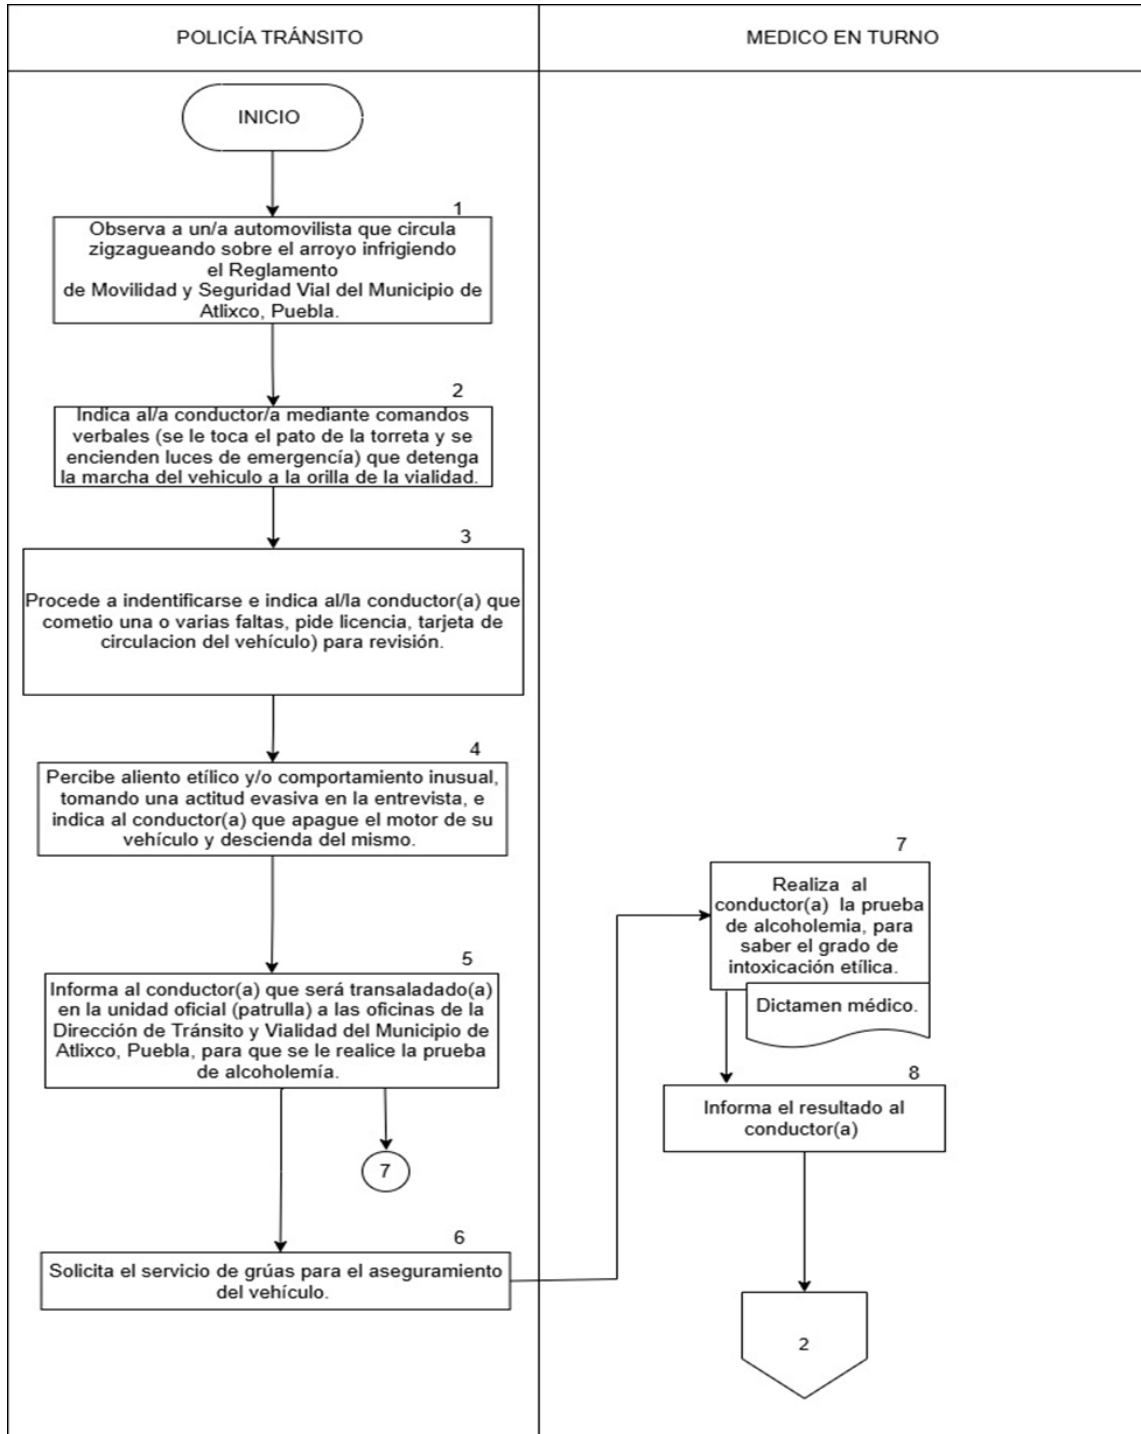 POLICÍA TRÁNSITO
MEDICO EN TURNO
INICIO
1
Observa a un/a automovilista que circula
zigzagueando sobre el arroyo infrigiendo
el Reglamento
de Movilidad y Seguridad Vial del Municipio de
Atlixco, Puebla.
2
Indica al/a conductor/a mediante comandos
verbales (se le toca el pato de la torreta y se
encienden luces de emergencía) que detenga
la marcha del vehiculo a la orilla de la vialidad.
3
Procede a indentificarse e indica al/la conductor(a) que
cometio una o varias faltas, pide licencia, tarjeta de
circulacion del vehículo) para revisión.
4
Percibe aliento etílico y/o comportamiento inusual,
tomando una actitud evasiva en la entrevista, e
indica al conductor(a) que apague el motor de su
vehículo y descienda del mismo.
5
Informa al conductor(a) que será transaladado(a)
en la unidad oficial (patrulla) a las oficinas de la
Dirección de Tránsito y Vialidad del Municipio de
Atlixco, Puebla, para que se le realice la prueba
de alcoholemía.
7
6
Solicita el servicio de grúas para el aseguramiento
del vehículo.
7
Realiza al
conductor(a) la prueba
de alcoholemia, para
saber el grado de
intoxicación etílica.
Dictamen médico.
8
Informa el resultado al
conductor(a)
2